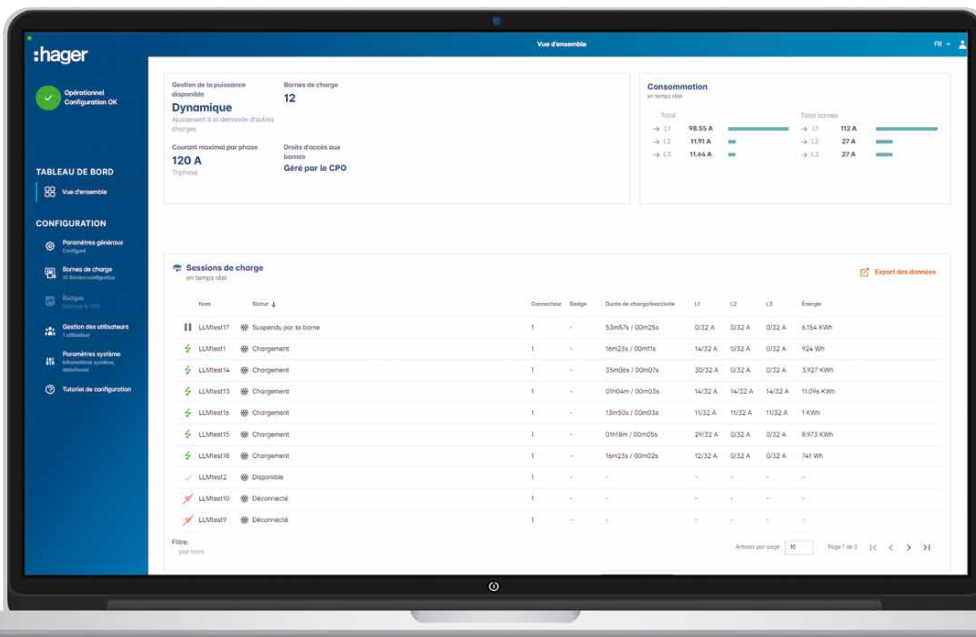 Vue d'ensemble
FR
:hager
Opérationnel
Configuration OK
TABLEAU DE BORD
Vue d'ensemble
CONFIGURATION
Paramètres généraux
Configuré
Bornes de charge
Badges
Gestion des utilisateurs
1 utilisateur
Paramètres système
Informations système,
Tutoriel de configuration
Gestion de la puissance
disponible
Dynamique
Ajustement à la demande d'autres
charges.
Bornes de charge
12
Courant maximal par phase
120 A
Triphasé
Droits d'accès aux
bornes
Géré par le CPO
Consommation
en temps réel
Total
L1 98.55 A
L2 11.91 A
L3 11.64 A
Total bornes
L1 112 A
L2 27 A
L3 27 A
Sessions de charge
en temps réel
Export des données
Nom Statut Connecteur Badge Durée de charge/inactivité L1 L2 L3 Énergie
LLMtest17 Suspendu par la borne 1 - 53m57s / 00m25s 0/32 A 0/32 A 0/32 A 6,154 KWh
LLMtest1 Chargement 1 - 16m23s / 00m11s 14/32 A 0/32 A 0/32 A 924 Wh
LLMtest14 Chargement 1 - 35m06s / 00m07s 30/32 A 0/32 A 0/32 A 3,927 KWh
LLMtest13 Chargement 1 - 01h04m / 00m03s 14/32 A 14/32 A 14/32 A 11,096 KWh
LLMtest16 Chargement 1 - 13m50s / 00m03s 11/32 A 11/32 A 11/32 A 1 KWh
LLMtest15 Chargement 1 - 01h18m / 00m05s 29/32 A 0/32 A 0/32 A 8,973 KWh
LLMtest18 Chargement 1 - 16m23s / 00m02s 12/32 A 0/32 A 0/32 A 741 Wh
LLMtest2 Disponible 1 - - - - - -
LLMtest10 Déconnecté 1 - - - - - -
LLMtest9 Déconnecté 1 - - - - - -
Filtre
par nom
par page 10 Page 1 de 2